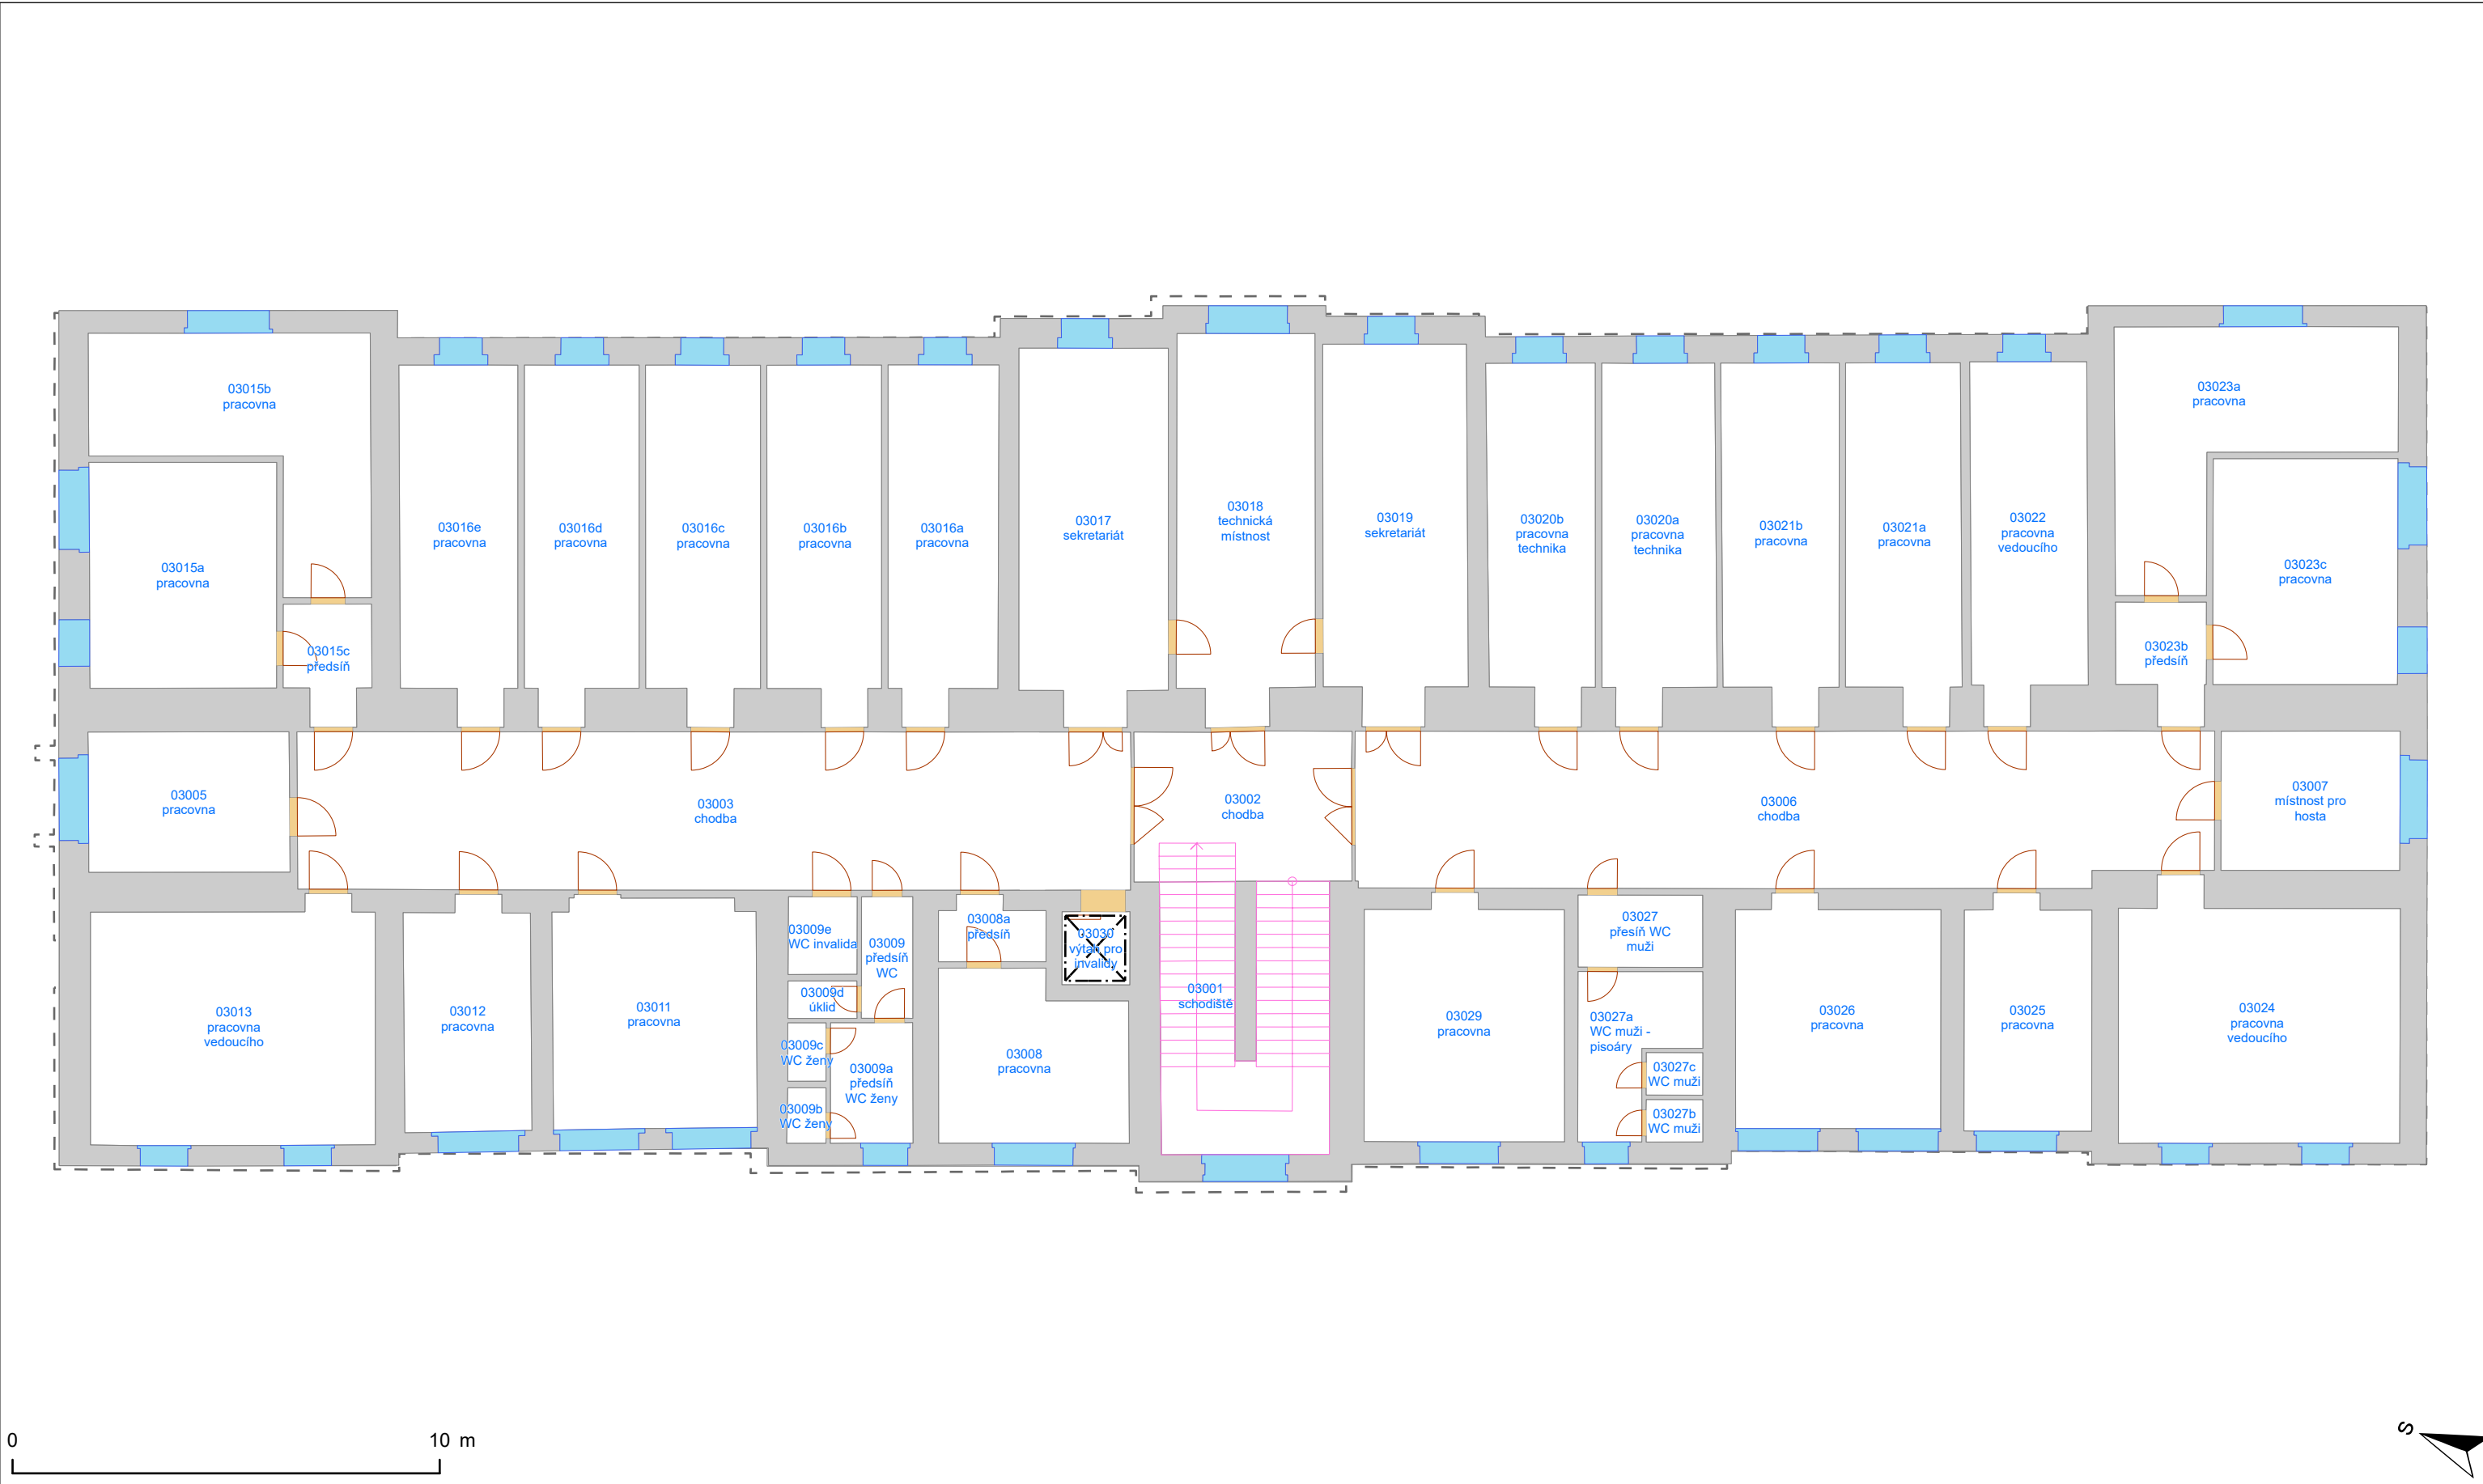 03015b
pracovna
03023a
pracovna
03016e
pracovna
03016d
pracovna
03016c
pracovna
03016b
pracovna
03016a
pracovna
03017
sekretariát
03018
technická
místnost
03019
sekretariát
03020b
pracovna
technika
03020a
pracovna
technika
03021b
pracovna
03021a
pracovna
03022
pracovna
vedoucího
03015a
pracovna
03023c
pracovna
03015c
předsíň
03023b
předsíň
03005
pracovna
03003
chodba
03002
chodba
03006
chodba
03007
místnost pro
hosta
03009e
WC invalida
03009
předsíň
WC
03008a
předsíň
03030
výtah pro
invalidy
03027
přesíň WC
muži
03013
pracovna
vedoucího
03012
pracovna
03011
pracovna
03009d
úklid
03001
schodiště
03029
pracovna
03027a
WC muži -
pisoáry
03026
pracovna
03025
pracovna
03024
pracovna
vedoucího
03009c
WC ženy
03009a
předsíň
WC ženy
03008
pracovna
03027c
WC muži
03009b
WC ženy
03027b
WC muži
0
10 m
S